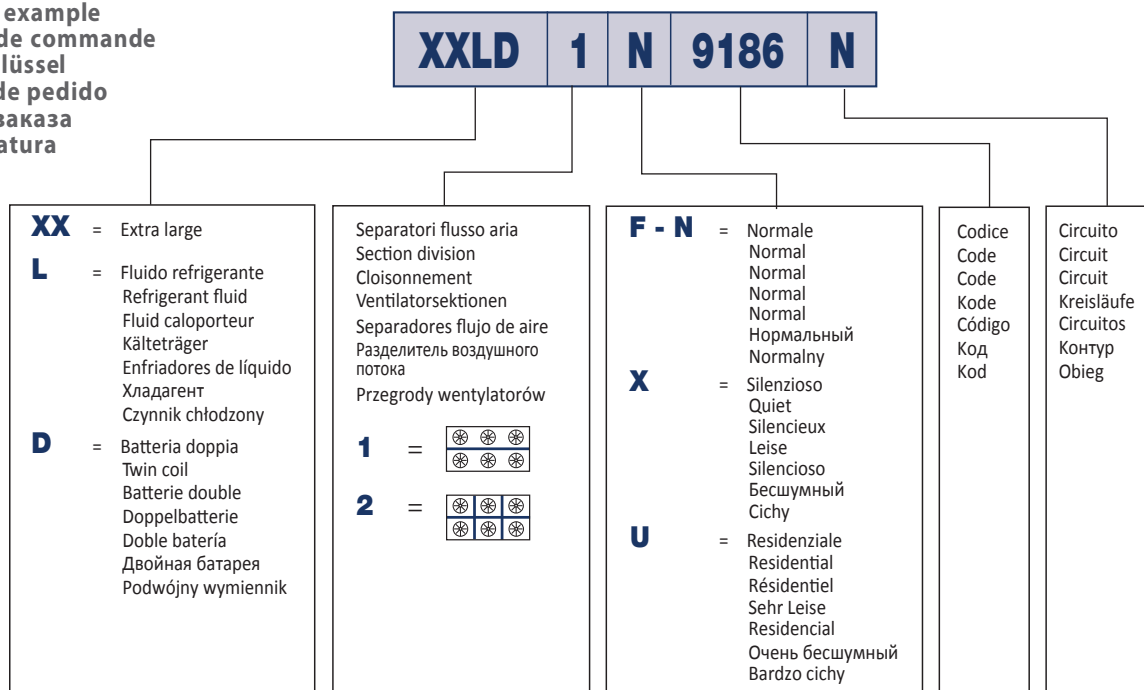 example
de commande
lüssel
de pedido
заказа
atura
XXLD 1 N 9186 N
XX = Extra large
L = Fluido refrigerante
Refrigerant fluid
Fluid caloporteur
Kälteträger
Enfriadores de líquido
Хладагент
Czynnik chłodzony
D = Batteria doppia
Twin coil
Batterie double
Doppelbatterie
Doble batería
Двойная батарея
Podwójny wymiennik
Separatori flusso aria
Section division
Cloisonnement
Ventilatorsektionen
Separadores flujo de aire
Разделитель воздушного
потока
Przegrody wentylatorów
1 =
2 =
F - N = Normale
Normal
Normal
Normal
Normal
Нормальный
Normalny
X = Silenzioso
Quiet
Silencieux
Leise
Silencioso
Бесшумный
Cichy
U = Residenziale
Residential
Résidentiel
Sehr Leise
Residencial
Очень бесшумный
Bardzo cichy
Codice
Code
Code
Kode
Código
Код
Kod
Circuito
Circuit
Circuit
Kreisläufe
Circuitos
Контур
Obieg